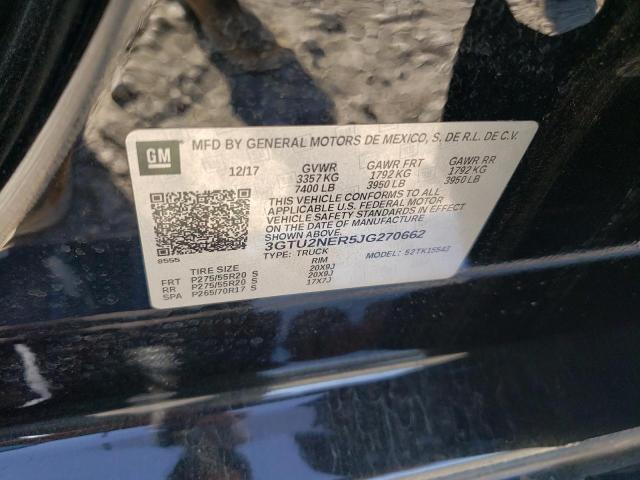 GM
MFD BY GENERAL MOTORS DE MEXICO, S. DE R.L. DE C.V.
12/17 GVWR GAWR FRT GAWR RR
3357 KG 1792 KG 1792 KG
7400 LB 3950 LB 3950 LB
THIS VEHICLE CONFORMS TO ALL
APPLICABLE U.S. FEDERAL MOTOR
VEHICLE SAFETY STANDARDS IN
EFFECT ON THE DATE OF MANUFACTURE
SHOWN ABOVE.
3GTU2NER5JG270662
8555 TYPE: TRUCK MODEL: 52TK15543
TIRE SIZE RIM
FRT P275/55R20 S 20X9J
RR P275/55R20 S 20X9J
SPA P265/70R17 S 17X7J